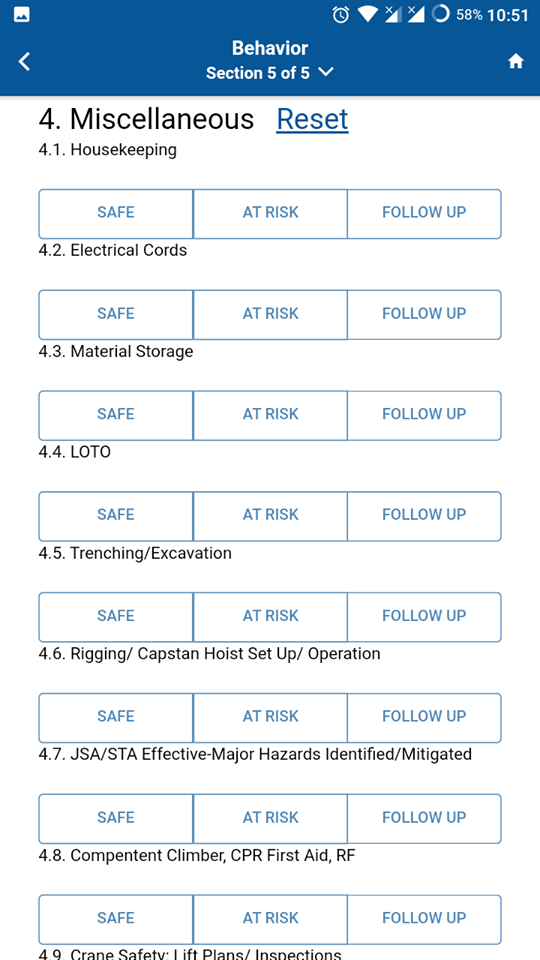 58% 10:51
Behavior
Section 5 of 5
4. Miscellaneous Reset
4.1. Housekeeping
SAFE AT RISK FOLLOW UP
4.2. Electrical Cords
SAFE AT RISK FOLLOW UP
4.3. Material Storage
SAFE AT RISK FOLLOW UP
4.4. LOTO
SAFE AT RISK FOLLOW UP
4.5. Trenching/Excavation
SAFE AT RISK FOLLOW UP
4.6. Rigging/ Capstan Hoist Set Up/ Operation
SAFE AT RISK FOLLOW UP
4.7. JSA/STA Effective-Major Hazards Identified/Mitigated
SAFE AT RISK FOLLOW UP
4.8. Compentent Climber, CPR First Aid, RF
SAFE AT RISK FOLLOW UP
4.9. Crane Safety: Lift Plans/ Inspections